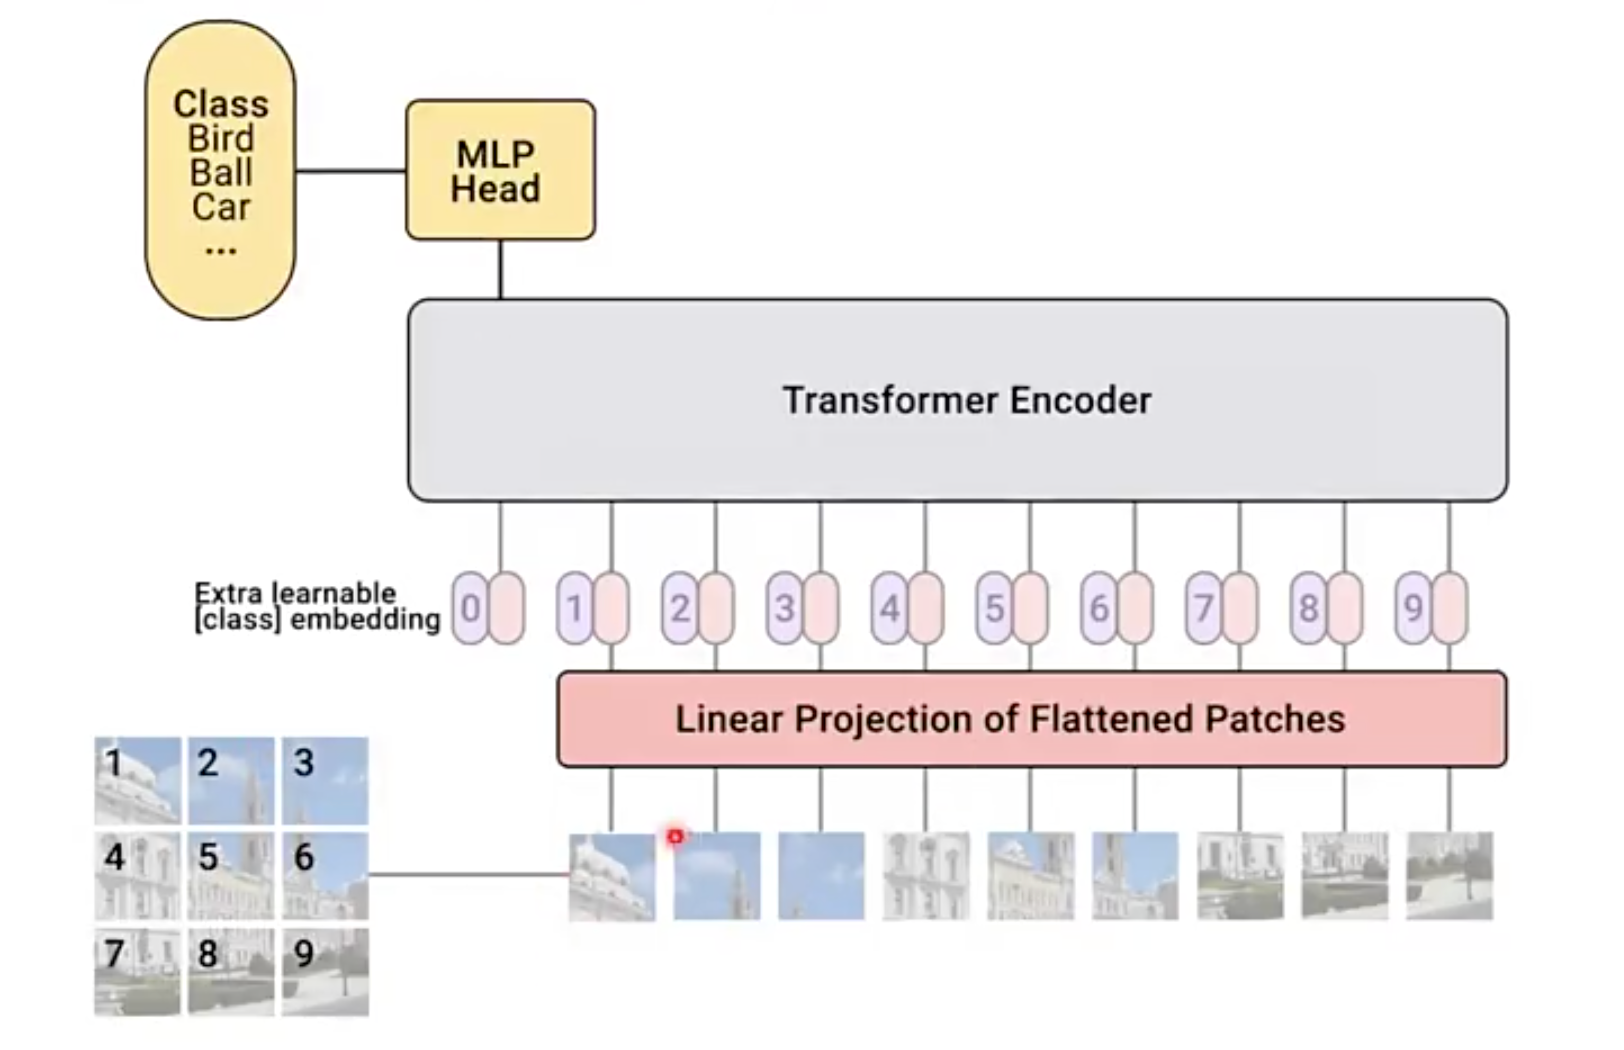 Class
Bird
Ball
Car
...
MLP
Head
Transformer Encoder
Extra learnable
[class] embedding
0 1 2 3 4 5 6 7 8 9
Linear Projection of Flattened Patches
1 2 3
4 5 6
7 8 9